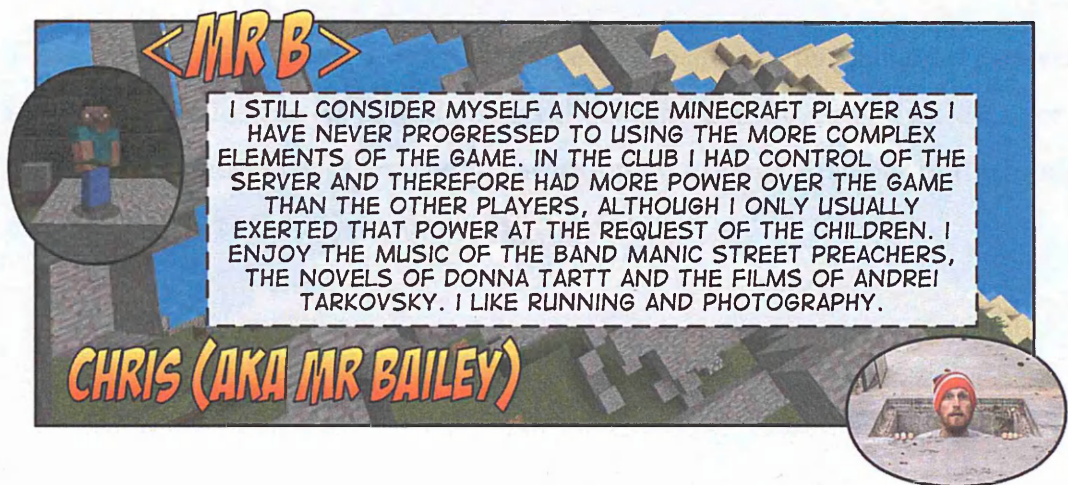 <MR B>
I STILL CONSIDER MYSELF A NOVICE MINECRAFT PLAYER AS I
HAVE NEVER PROGRESSED TO USING THE MORE COMPLEX
ELEMENTS OF THE GAME. IN THE CLUB I HAD CONTROL OF THE
SERVER AND THEREFORE HAD MORE POWER OVER THE GAME
THAN THE OTHER PLAYERS, ALTHOUGH I ONLY USUALLY
EXERTED THAT POWER AT THE REQUEST OF THE CHILDREN. I
ENJOY THE MUSIC OF THE BAND MANIC STREET PREACHERS,
THE NOVELS OF DONNA TARTT AND THE FILMS OF ANDREI
TARKOVSKY. I LIKE RUNNING AND PHOTOGRAPHY.
CHRIS (AKA MR BAILEY)